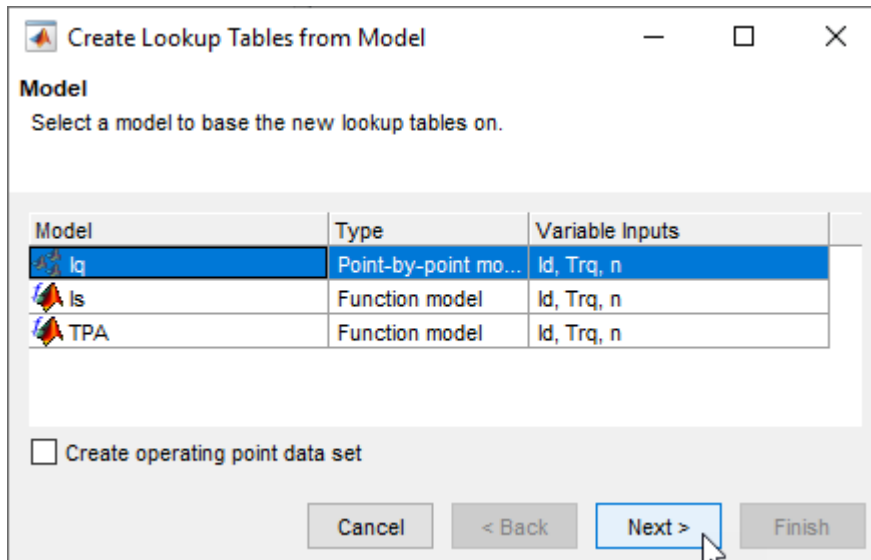 Create Lookup Tables from Model
Model
Select a model to base the new lookup tables on.
Model Type Variable Inputs
Iq Point-by-point mo... Id, Trq, n
Is Function model Id, Trq, n
TPA Function model Id, Trq, n
Create operating point data set
Cancel < Back Next > Finish